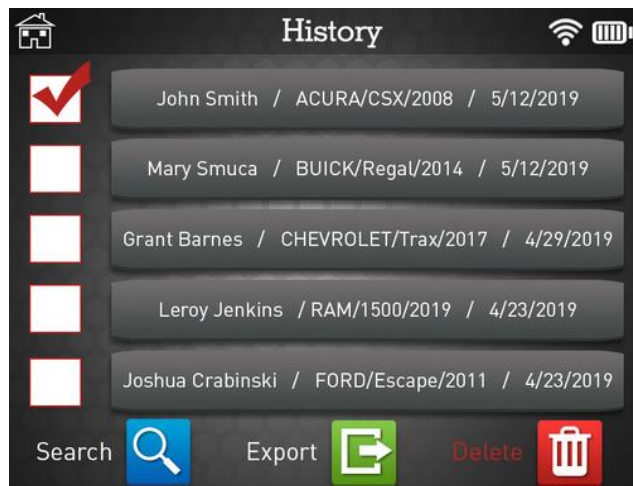 History
John Smith / ACURA/CSX/2008 / 5/12/2019
Mary Smuca / BUICK/Regal/2014 / 5/12/2019
Grant Barnes / CHEVROLET/Trax/2017 / 4/29/2019
Leroy Jenkins / RAM/1500/2019 / 4/23/2019
Joshua Crabinski / FORD/Escape/2011 / 4/23/2019
Search Export Delete